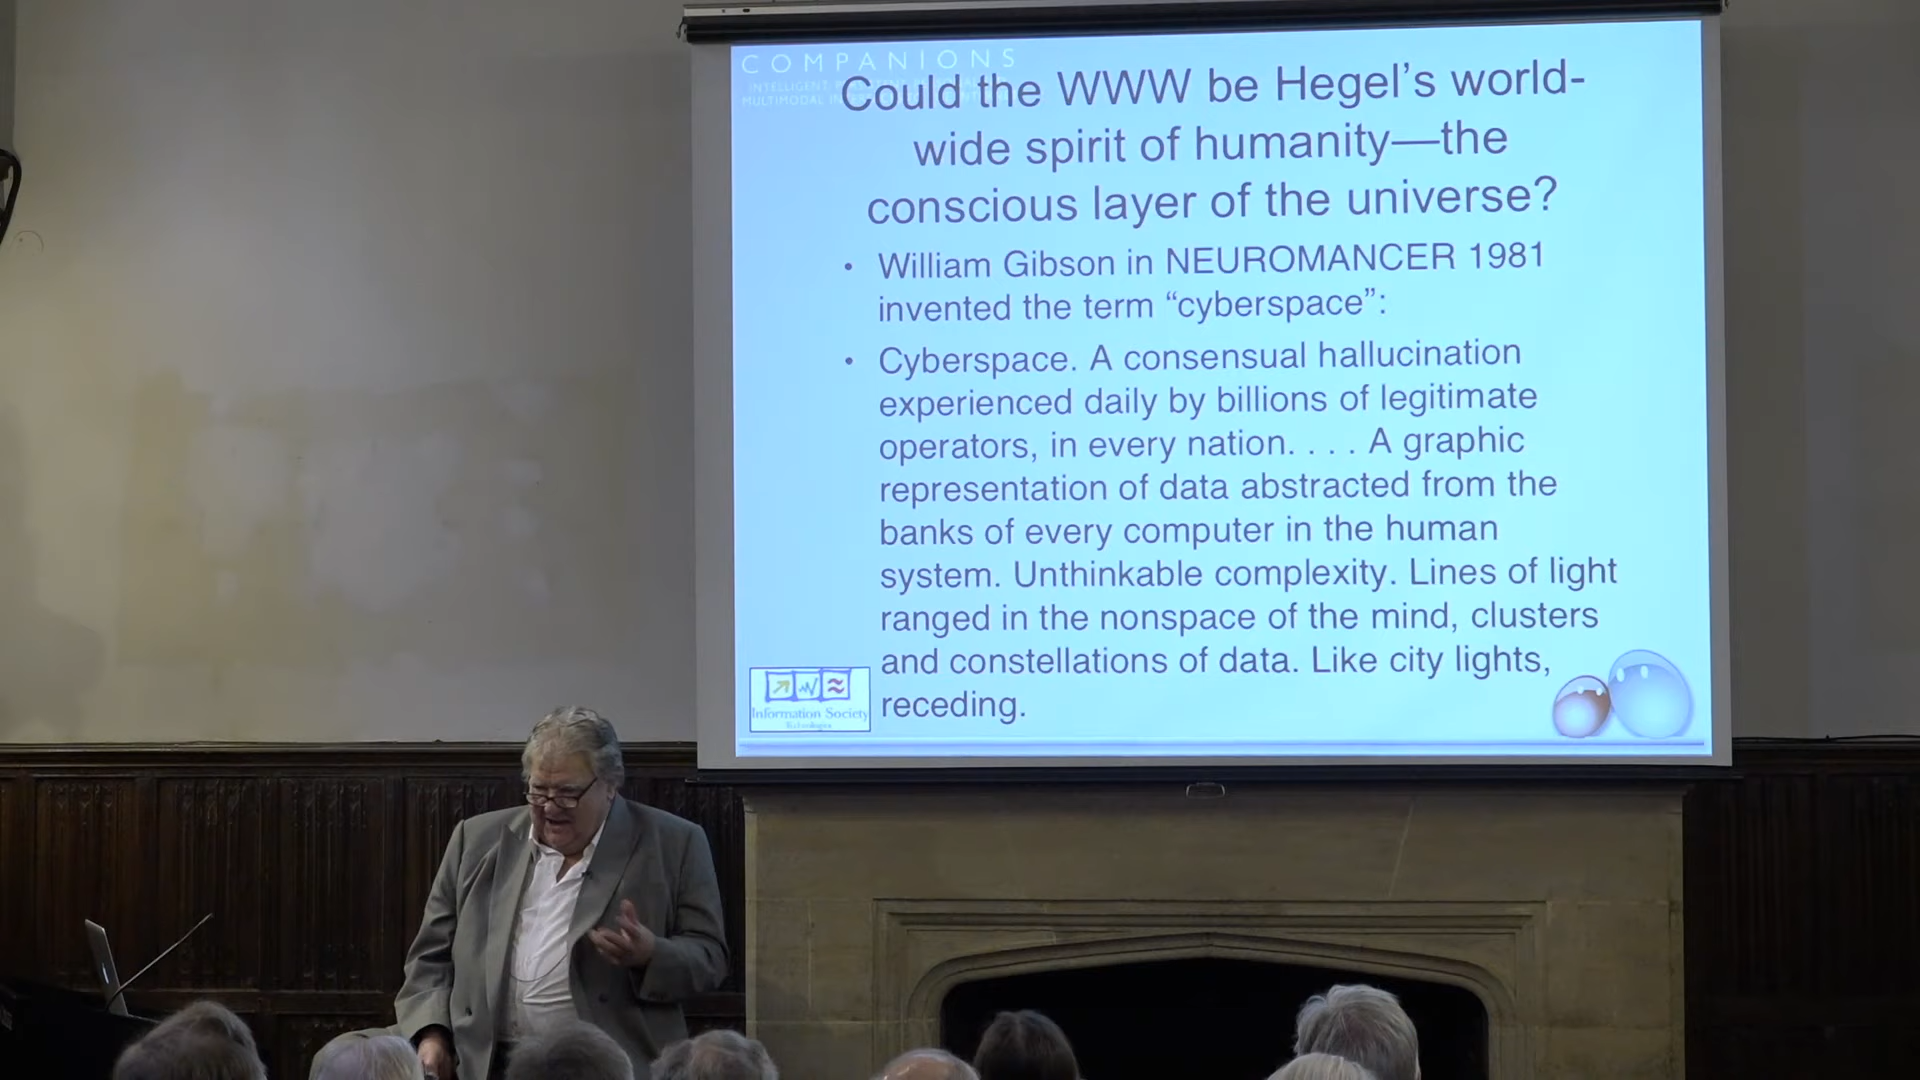 COMPANIONS
INTELLIGENT
MULTIMODAL
Could the WWW be Hegel's world-
wide spirit of humanity—the
conscious layer of the universe?
• William Gibson in NEUROMANCER 1981
invented the term “cyberspace”:
• Cyberspace. A consensual hallucination
experienced daily by billions of legitimate
operators, in every nation. . . . A graphic
representation of data abstracted from the
banks of every computer in the human
system. Unthinkable complexity. Lines of light
ranged in the nonspace of the mind, clusters
and constellations of data. Like city lights,
receding.
Information Society
Technologies